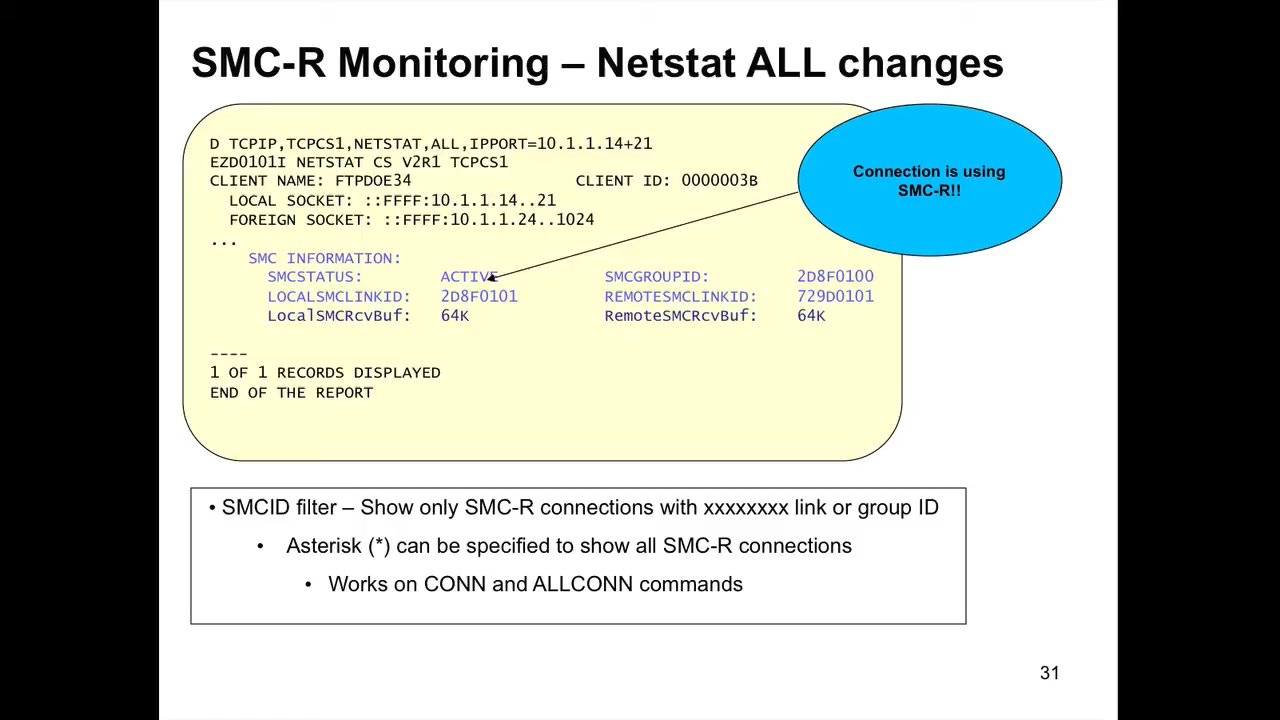 SMC-R Monitoring – Netstat ALL changes
D TCPIP,TCPCS1,NETSTAT,ALL,IPPORT=10.1.1.14+21
EZD0101I NETSTAT CS V2R1 TCPCS1
CLIENT NAME: FTPDOE34 CLIENT ID: 0000003B
LOCAL SOCKET: ::FFFF:10.1.1.14..21
FOREIGN SOCKET: ::FFFF:10.1.1.24..1024
...
SMC INFORMATION:
SMCSTATUS: ACTIVE SMCGROUPID: 2D8F0100
LOCALSMCLINKID: 2D8F0101 REMOTESMCLINKID: 729D0101
LocalSMCRcvBuf: 64K RemoteSMCRcvBuf: 64K
----
1 OF 1 RECORDS DISPLAYED
END OF THE REPORT
Connection is using
SMC-R!!
• SMCID filter – Show only SMC-R connections with xxxxxxxx link or group ID
• Asterisk (*) can be specified to show all SMC-R connections
• Works on CONN and ALLCONN commands
31